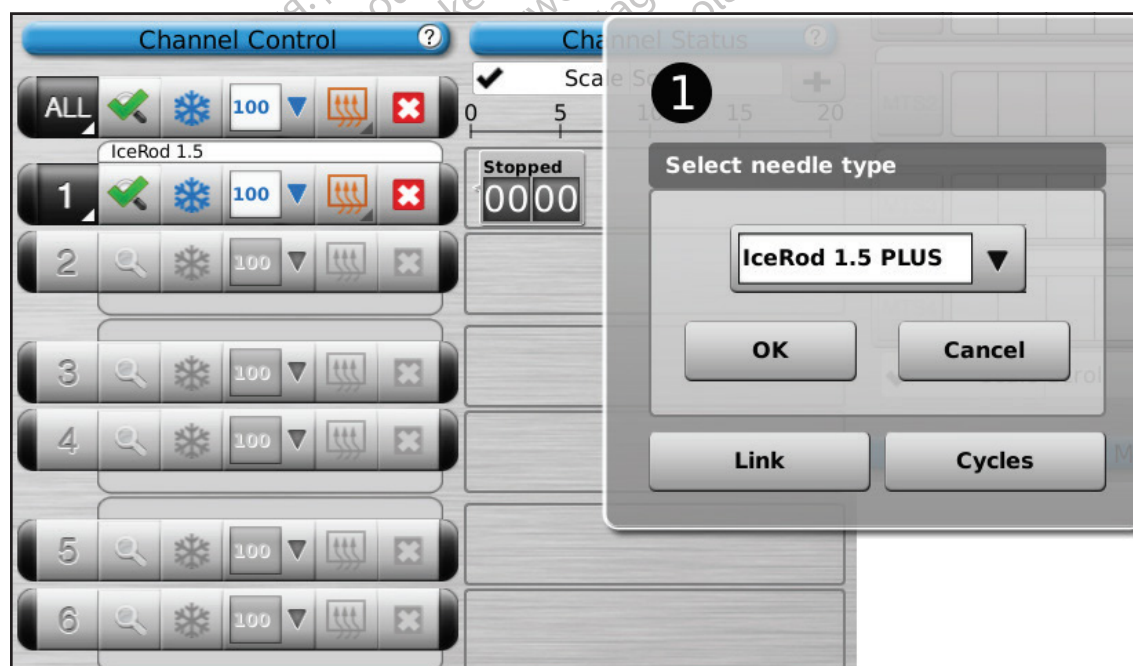 Channel Control ?
Channel Status ?
ALL 100
Scale
0 5 10 15 20
IceRod 1.5
1 100
Stopped
0000
2 100
3 100
4 100
5 100
6 100
1
Select needle type
IceRod 1.5 PLUS
OK Cancel
Link Cycles